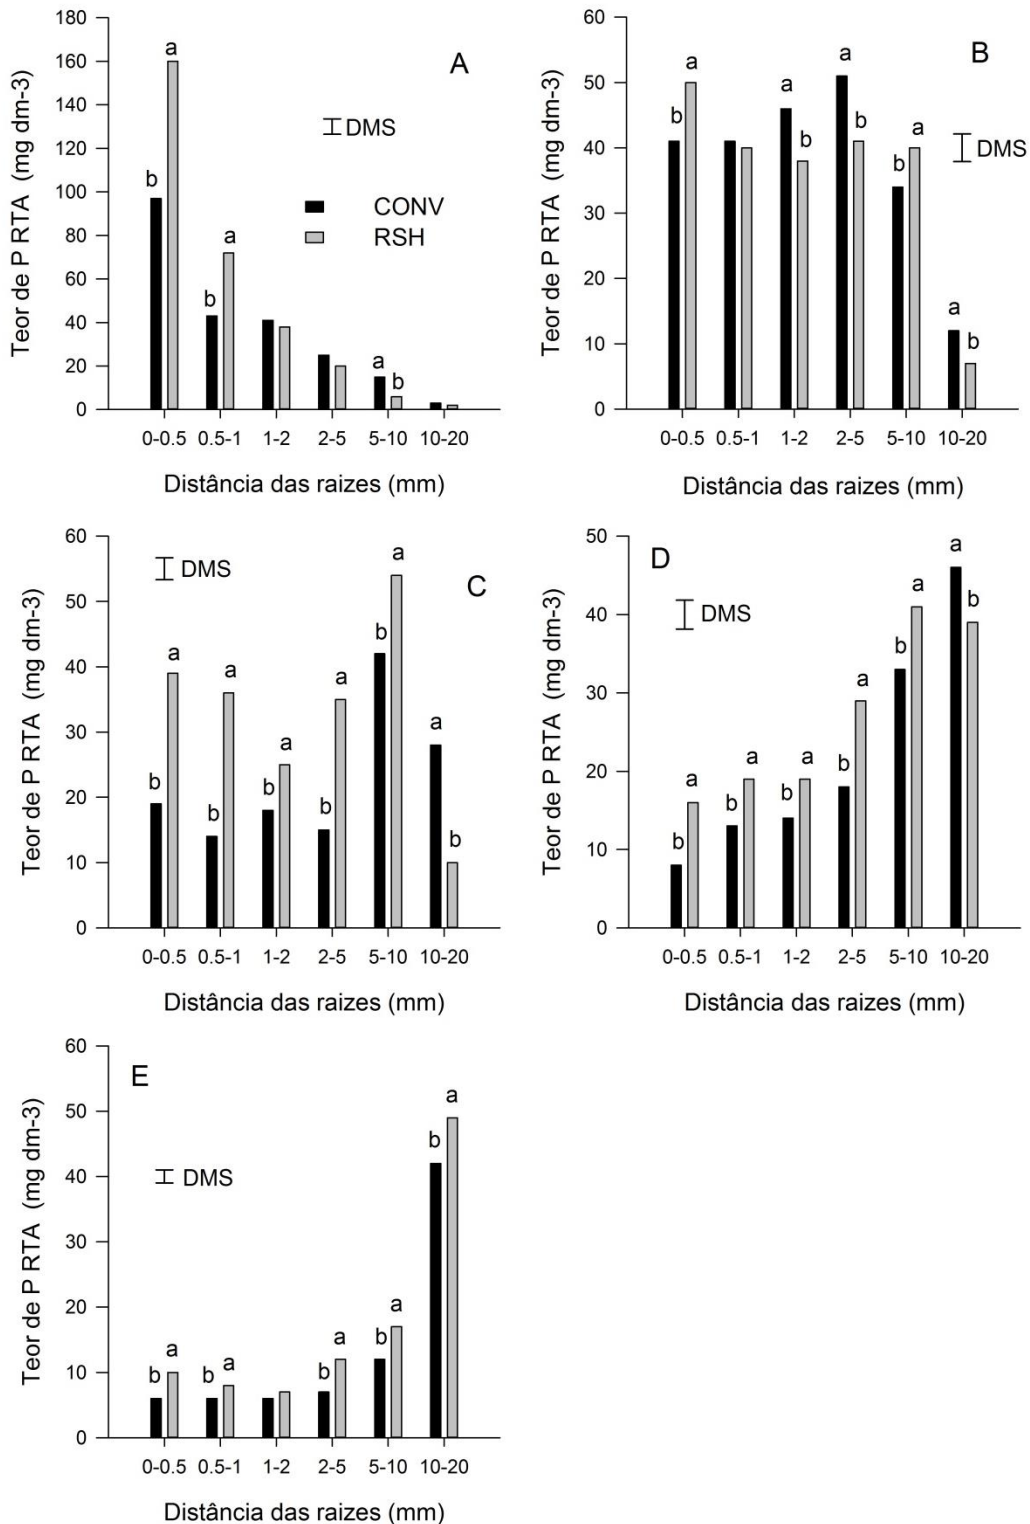 A
Teor de P RTA (mg dm-3)
180
160
140
120
100
80
60
40
20
0
b a
b a
a b
DMS
CONV
RSH
0-0.5 0.5-1 1-2 2-5 5-10 10-20
Distância das raizes (mm)
B
Teor de P RTA (mg dm-3)
60
50
40
30
20
10
0
b a
a b
a b
b a
a b
DMS
0-0.5 0.5-1 1-2 2-5 5-10 10-20
Distância das raizes (mm)
C
Teor de P RTA (mg dm-3)
60
50
40
30
20
10
0
DMS
b a
b a
b a
b a
b a
a b
0-0.5 0.5-1 1-2 2-5 5-10 10-20
Distância das raizes (mm)
D
Teor de P RTA (mg dm-3)
50
40
30
20
10
0
DMS
b a
b a
b a
b a
b a
a b
0-0.5 0.5-1 1-2 2-5 5-10 10-20
Distância das raizes (mm)
E
Teor de P RTA (mg dm-3)
60
50
40
30
20
10
0
DMS
b a
b a
b a
b a
b a
0-0.5 0.5-1 1-2 2-5 5-10 10-20
Distância das raizes (mm)